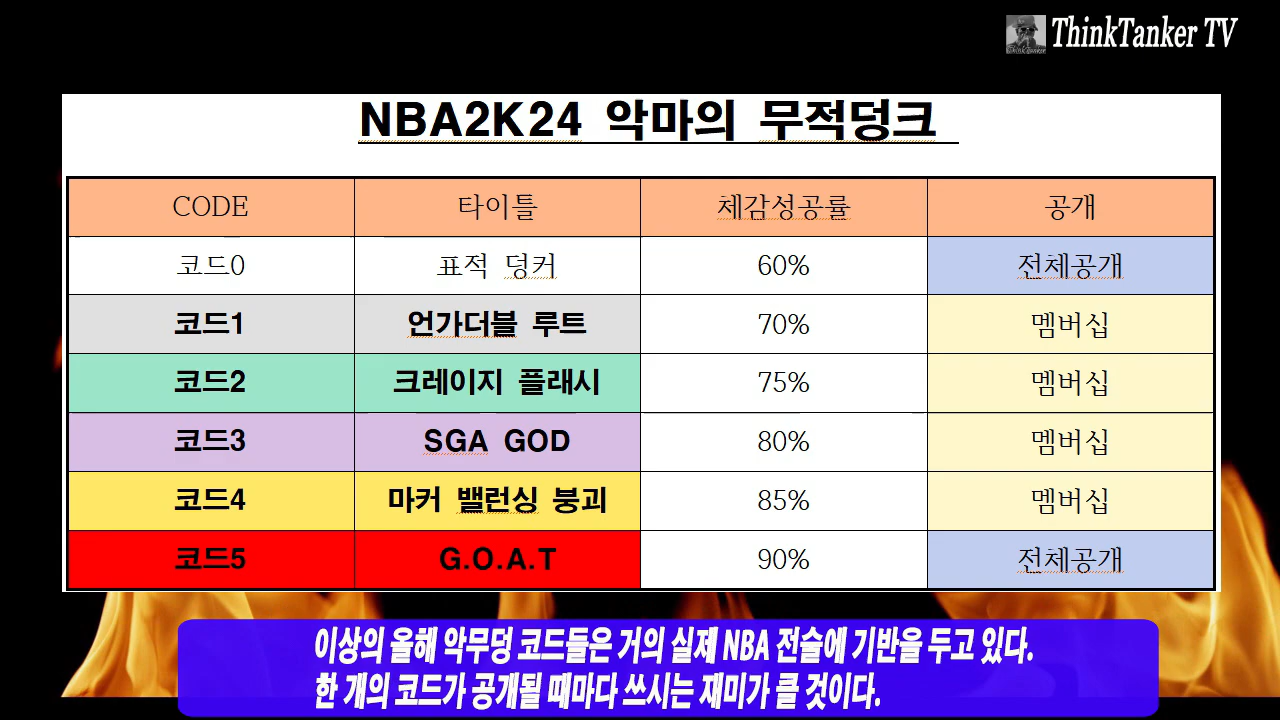 ThinkTanker TV
NBA2K24 악마의 무적덩크
CODE 타이틀 체감성공률 공개
코드0 표적 덩커 60% 전체공개
코드1 언가더블 루트 70% 멤버십
코드2 크레이지 플래시 75% 멤버십
코드3 SGA GOD 80% 멤버십
코드4 마커 밸런싱 붕괴 85% 멤버십
코드5 G.O.A.T 90% 전체공개
이상의 올해 악무덩 코드들은 거의 실제 NBA 전술에 기반을 두고 있다.
한 개의 코드가 공개될 때마다 쓰시는 재미가 클 것이다.